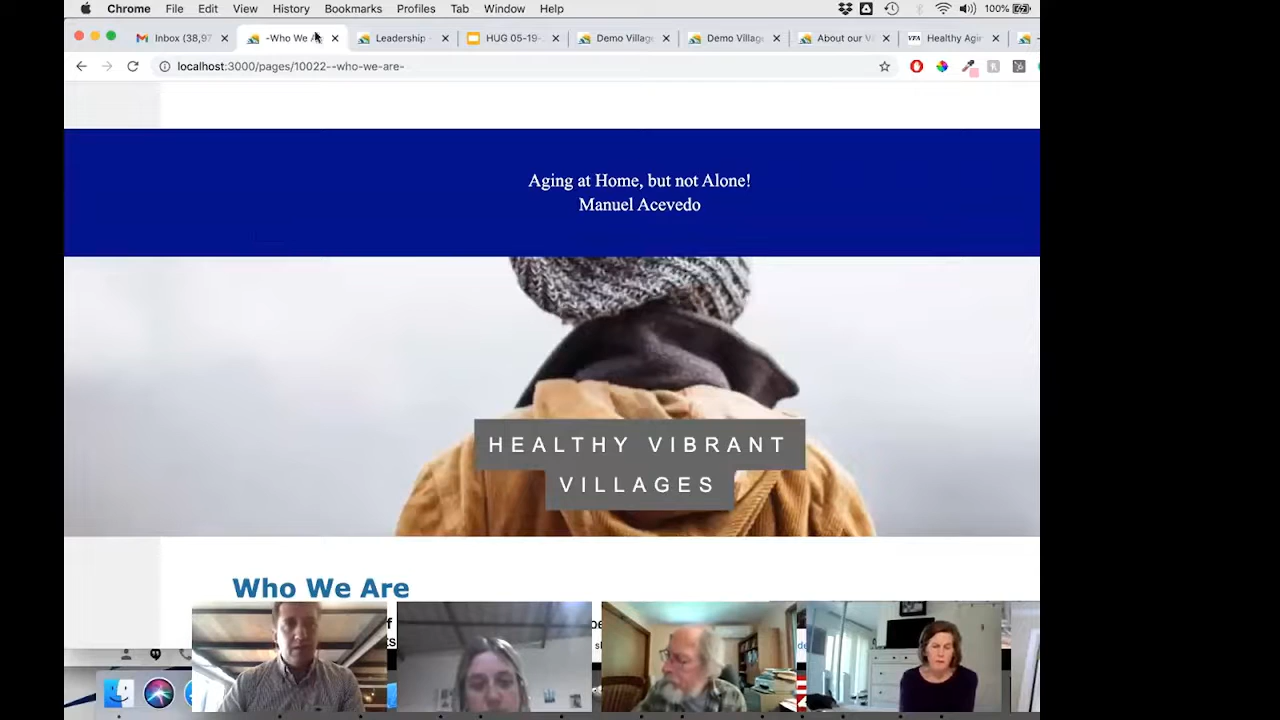 Chrome File Edit View History Bookmarks Profiles Tab Window Help 100%
Inbox (38,97 -Who We A Leadership - HUG 05-19- Demo Villag Demo Villag About our V VTA Healthy Agi
localhost:3000/pages/10022--who-we-are-
Aging at Home, but not Alone!
Manuel Acevedo
HEALTHY VIBRANT
VILLAGES
Who We Are